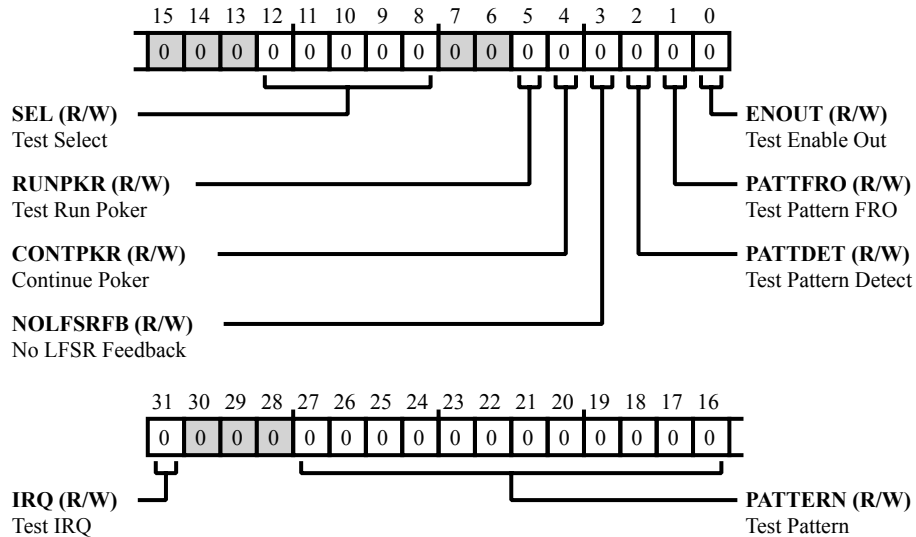 15 14 13 12 11 10 9 8 7 6 5 4 3 2 1 0
0 0 0 0 0 0 0 0 0 0 0 0 0 0 0 0
SEL (R/W)
Test Select
ENOUT (R/W)
Test Enable Out
RUNPKR (R/W)
Test Run Poker
PATTFRO (R/W)
Test Pattern FRO
CONTPKR (R/W)
Continue Poker
PATTDET (R/W)
Test Pattern Detect
NOLFSRFB (R/W)
No LFSR Feedback
31 30 29 28 27 26 25 24 23 22 21 20 19 18 17 16
0 0 0 0 0 0 0 0 0 0 0 0 0 0 0 0
IRQ (R/W)
Test IRQ
PATTERN (R/W)
Test Pattern